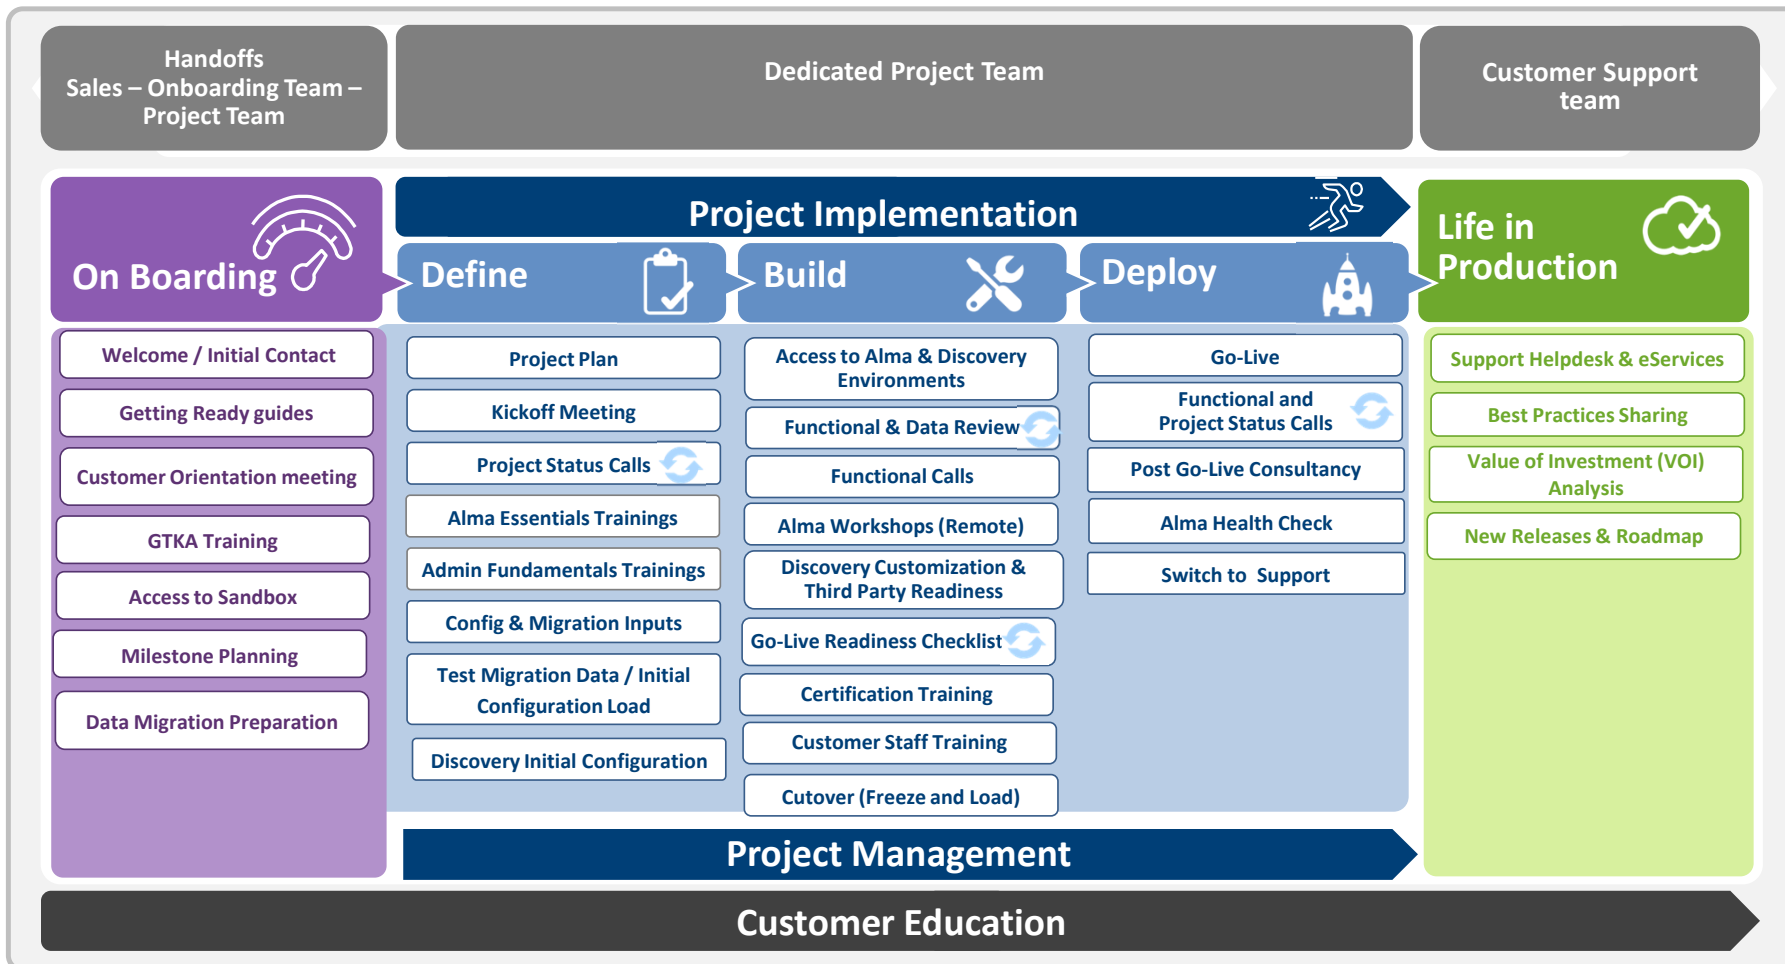 Handoffs
Sales – Onboarding Team –
Project Team
Dedicated Project Team
Customer Support
team
On Boarding
Project Implementation
Define
Build
Deploy
Life in
Production
Welcome / Initial Contact
Getting Ready guides
Customer Orientation meeting
GTKA Training
Access to Sandbox
Milestone Planning
Data Migration Preparation
Project Plan
Kickoff Meeting
Project Status Calls
Alma Essentials Trainings
Admin Fundamentals Trainings
Config & Migration Inputs
Test Migration Data / Initial
Configuration Load
Discovery Initial Configuration
Access to Alma & Discovery
Environments
Functional & Data Review
Functional Calls
Alma Workshops (Remote)
Discovery Customization &
Third Party Readiness
Go-Live Readiness Checklist
Certification Training
Customer Staff Training
Cutover (Freeze and Load)
Go-Live
Functional and
Project Status Calls
Post Go-Live Consultancy
Alma Health Check
Switch to Support
Support Helpdesk & eServices
Best Practices Sharing
Value of Investment (VOI)
Analysis
New Releases & Roadmap
Project Management
Customer Education